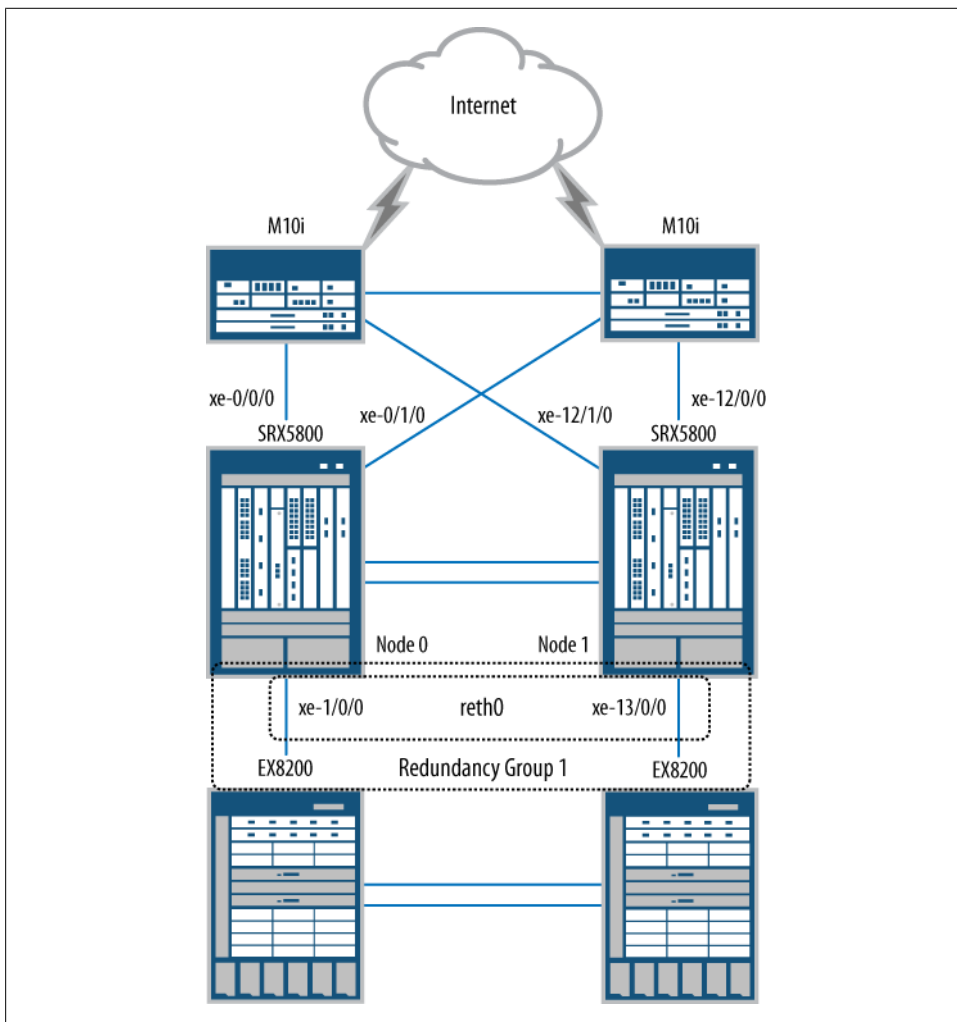 Internet
M10i
M10i
xe-0/0/0
xe-0/1/0
xe-12/1/0
xe-12/0/0
SRX5800
SRX5800
Node 0
Node 1
xe-1/0/0
reth0
xe-13/0/0
EX8200
Redundancy Group 1
EX8200